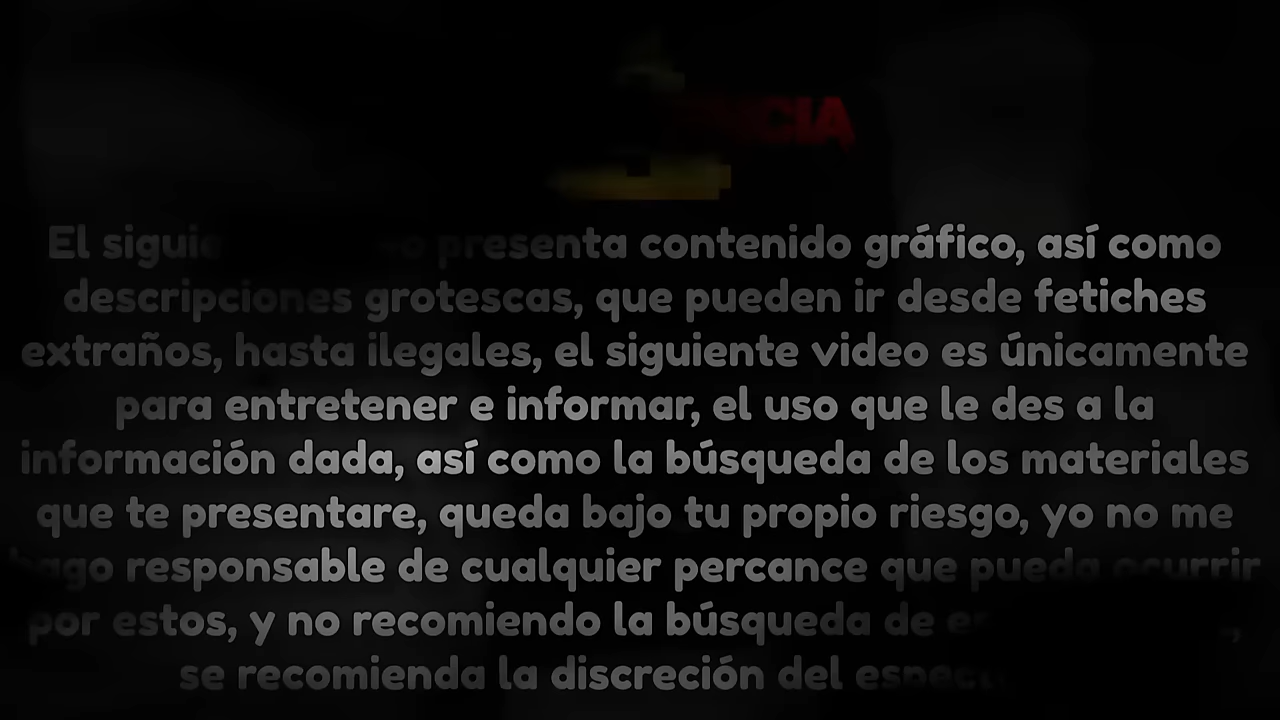 El presenta contenido gráfico, así como
descripciones grotescas, que pueden ir desde fetiches
extraños, hasta ilegales, el siguiente video es únicamente
para entretener e informar, el uso que le des a la
información dada, así como la búsqueda de los materiales
que te presentare, queda bajo tu propio riesgo, yo no me
hago responsable de cualquier percance que pueda ocurrir
por estos, y no recomiendo la búsqueda de
se recomienda la discreción del